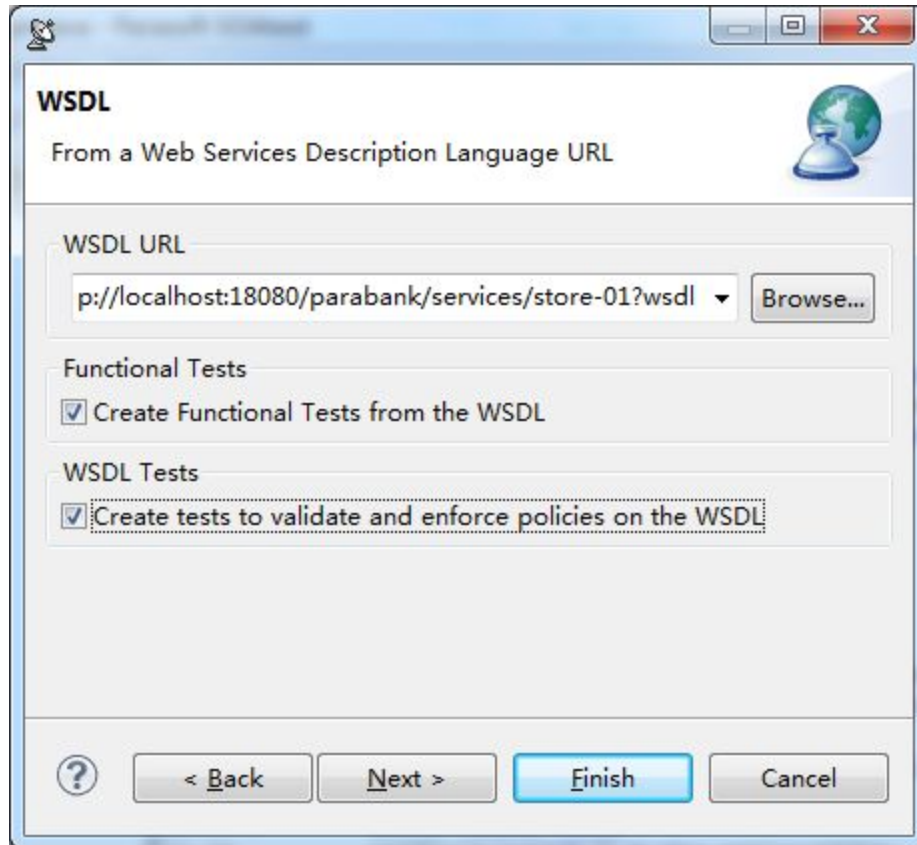 WSDL
From a Web Services Description Language URL
WSDL URL
p://localhost:18080/parabank/services/store-01?wsdl
Browse...
Functional Tests
Create Functional Tests from the WSDL
WSDL Tests
Create tests to validate and enforce policies on the WSDL
< Back Next > Finish Cancel